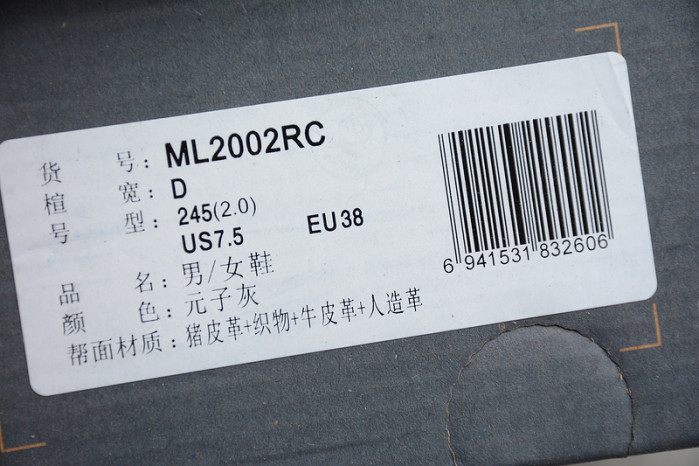 货号：ML2002RC
楦宽：D
号型：245(2.0)
US7.5 EU38
品名：男/女鞋
颜色：元子灰
帮面材质：猪皮革+织物+牛皮革+人造革
6 941531 832606